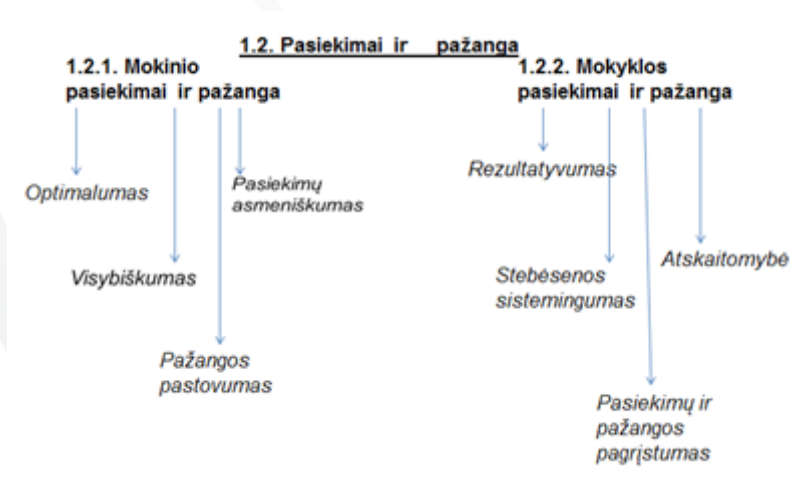 1.2. Pasiekimai ir pažanga
1.2.1. Mokinio
pasiekimai ir pažanga
Optimalumas
Visybiškumas
Pažangos
pastovumas
Pasiekimų
asmeniškumas
1.2.2. Mokyklos
pasiekimai ir pažanga
Rezultatyvumas
Stebėsenos
sistemingumas
Pasiekimų ir
pažangos
pagrįstumas
Atskaitomybė